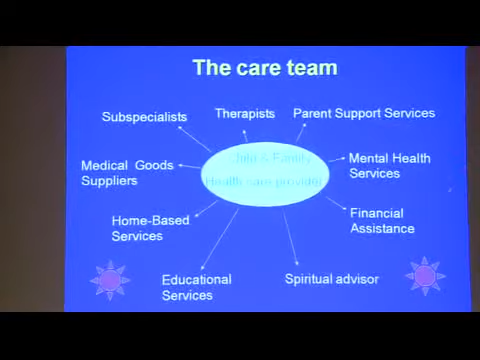 The care team
Subspecialists
Therapists
Parent Support Services
Child & Family
Health care provider
Medical Goods
Suppliers
Mental Health
Services
Home-Based
Services
Financial
Assistance
Educational
Services
Spiritual advisor